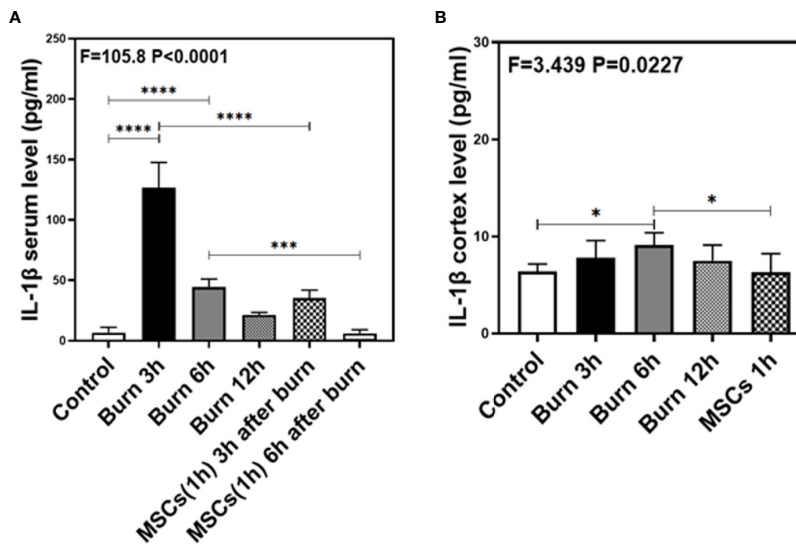 A
F=105.8 P<0.0001
IL-1β serum level (pg/ml)
250
200
150
100
50
0
****
****
****
***
Control
Burn 3h
Burn 6h
Burn 12h
MSCs(1h) 3h after burn
MSCs(1h) 6h after burn
B
F=3.439 P=0.0227
IL-1β cortex level (pg/ml)
30
20
10
0
*
*
Control
Burn 3h
Burn 6h
Burn 12h
MSCs 1h